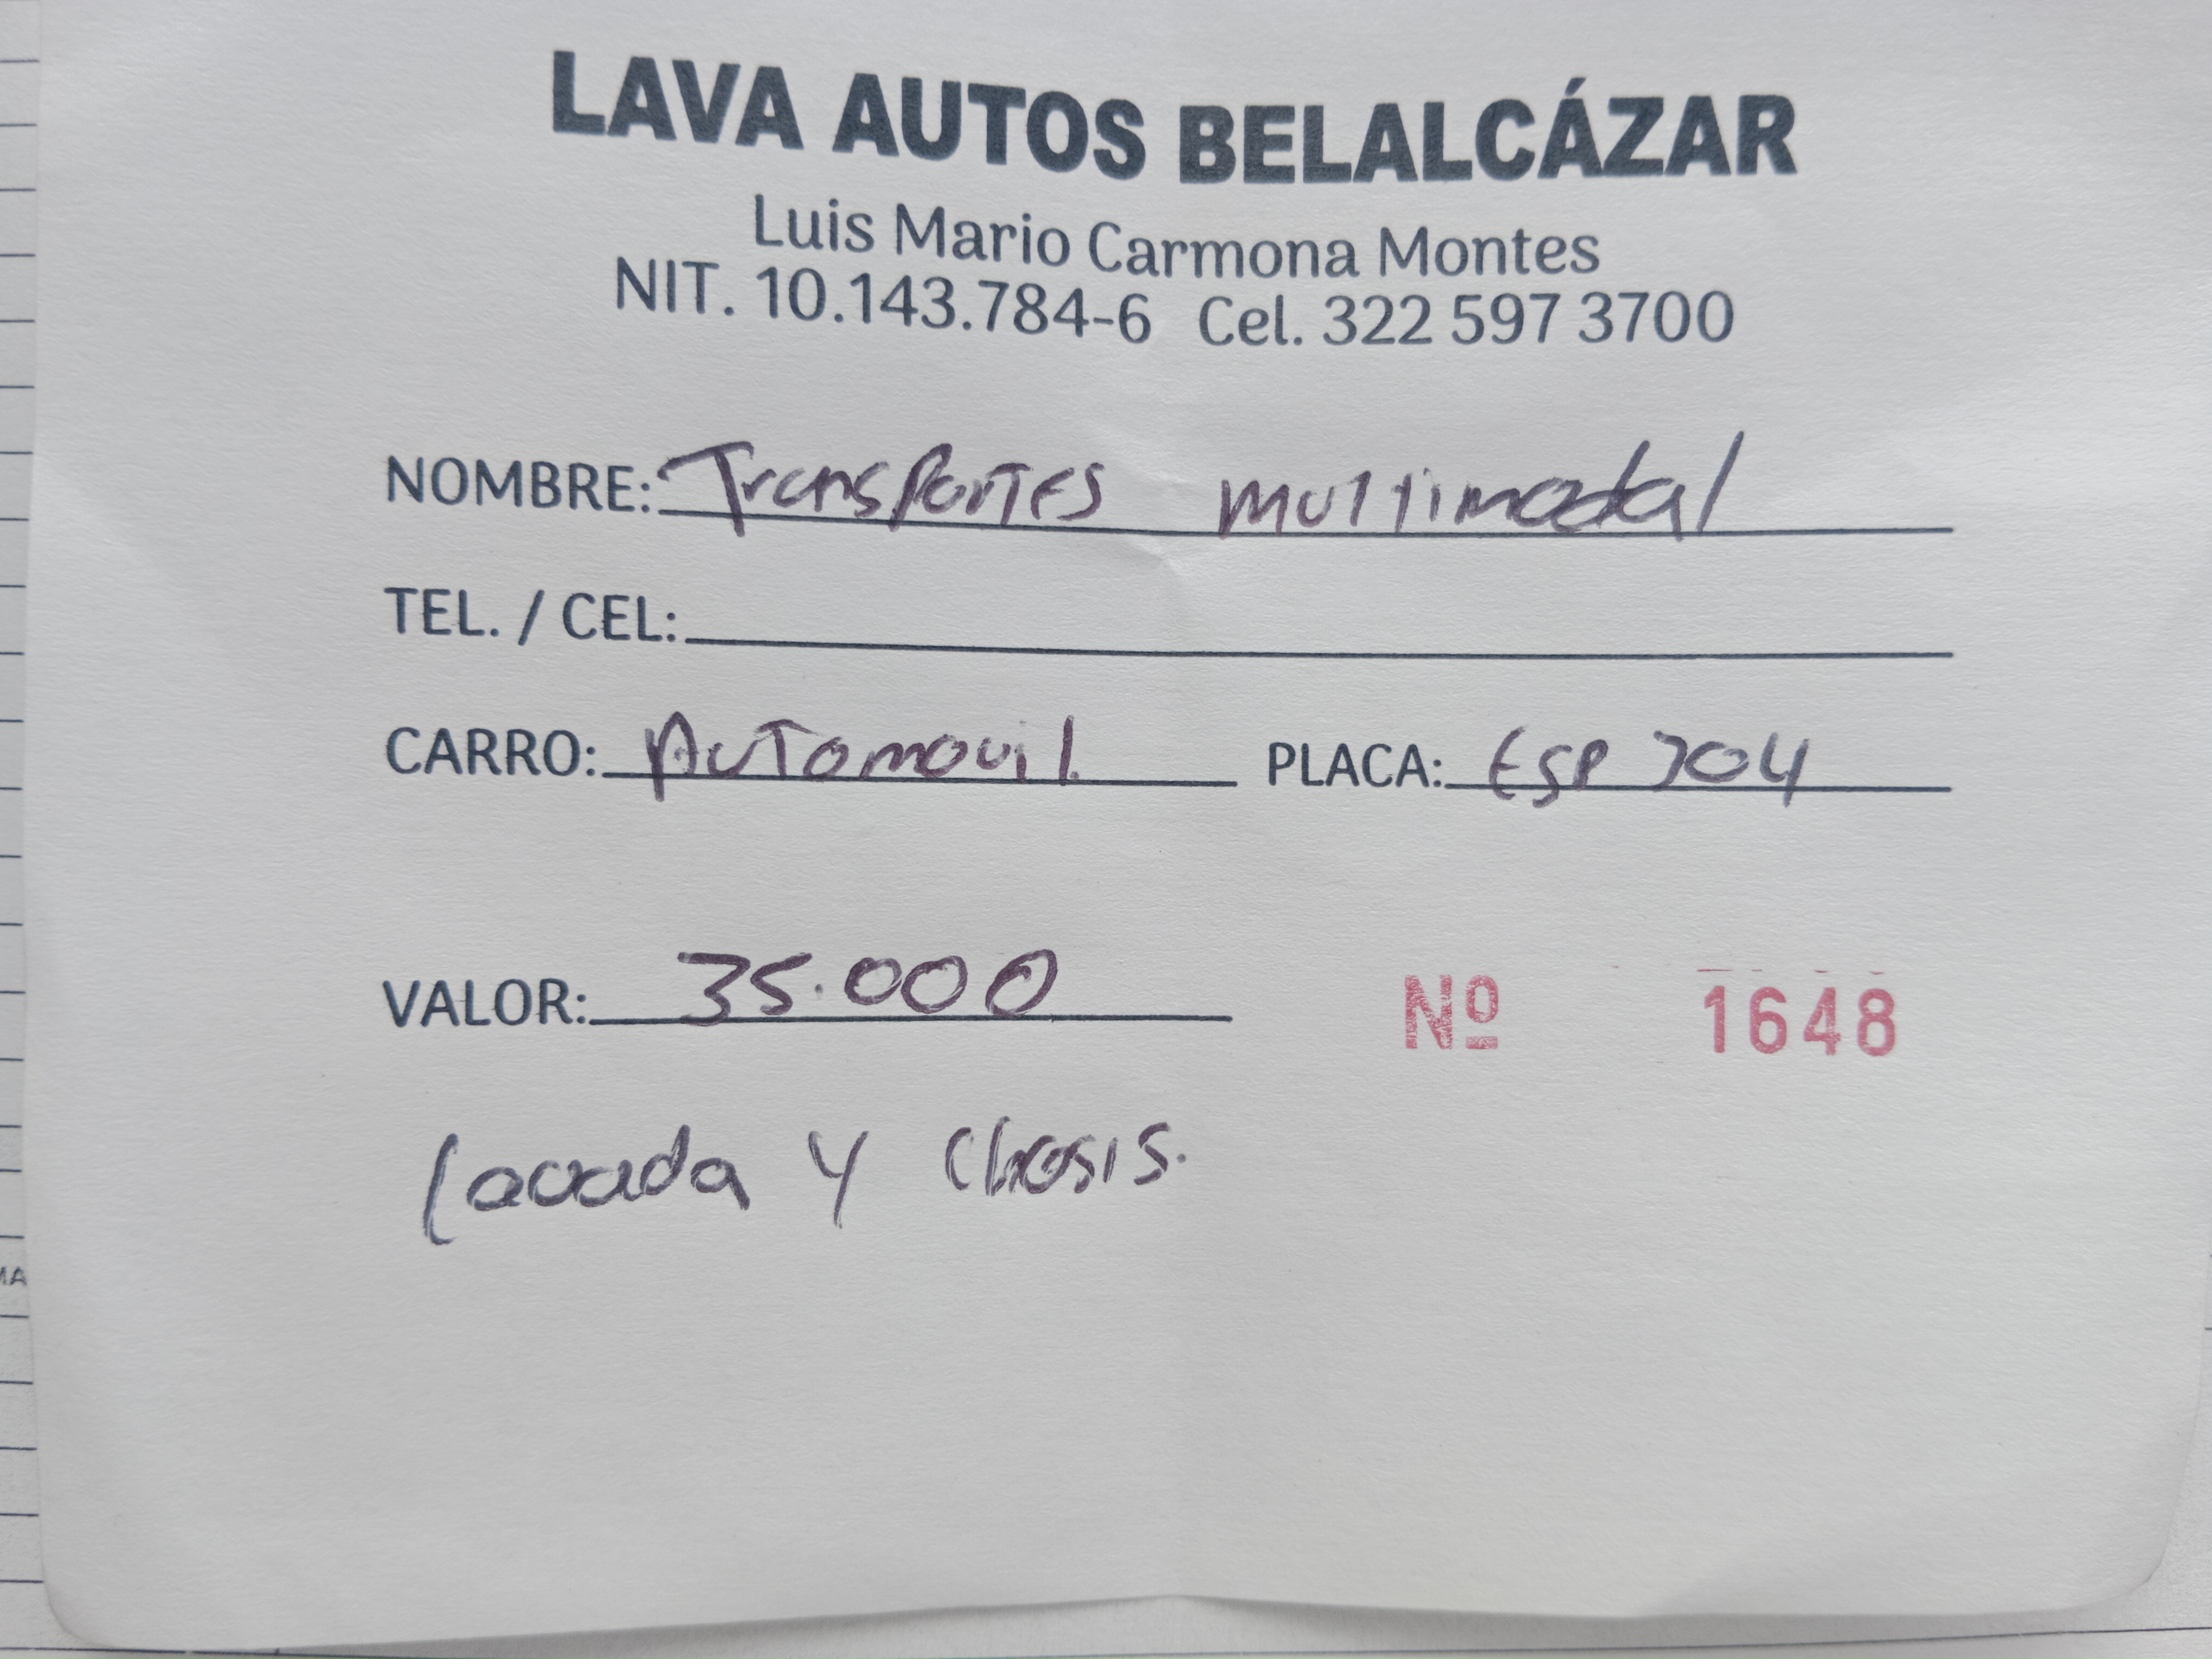 LAVA AUTOS BELALCÁZAR
Luis Mario Carmona Montes
NIT. 10.143.784-6 Cel. 322 597 3700
NOMBRE: Transportes multimodal
TEL. / CEL:
CARRO: Automovil. PLACA: ESP 704
VALOR: 35.000 Nº 1648
lavada y chasis.
MA